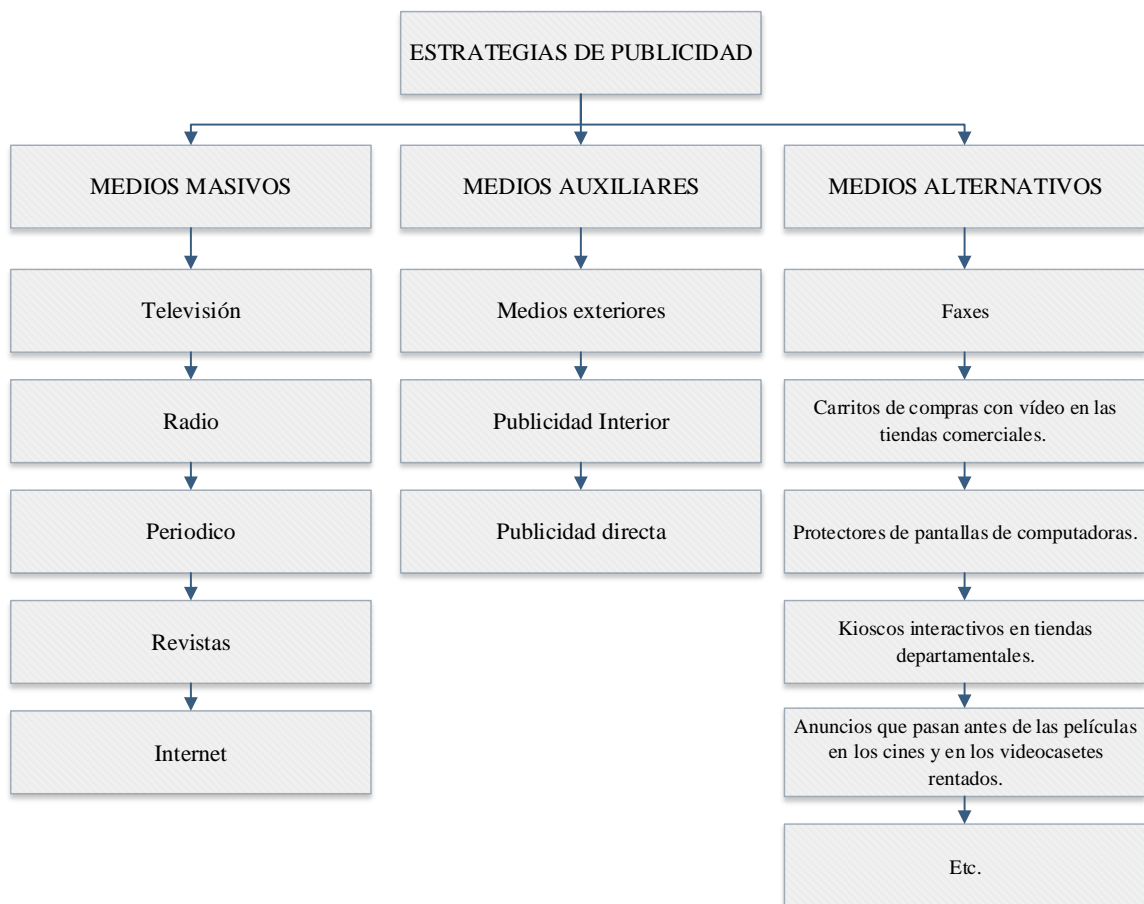 ESTRATEGIAS DE PUBLICIDAD
MEDIOS MASIVOS
Televisión
Radio
Periodico
Revistas
Internet
MEDIOS AUXILIARES
Medios exteriores
Publicidad Interior
Publicidad directa
MEDIOS ALTERNATIVOS
Faxes
Carritos de compras con vídeo en las
tiendas comerciales.
Protectores de pantallas de computadoras.
Kioscos interactivos en tiendas
departamentales.
Anuncios que pasan antes de las películas
en los cines y en los videocasetes
rentados.
Etc.